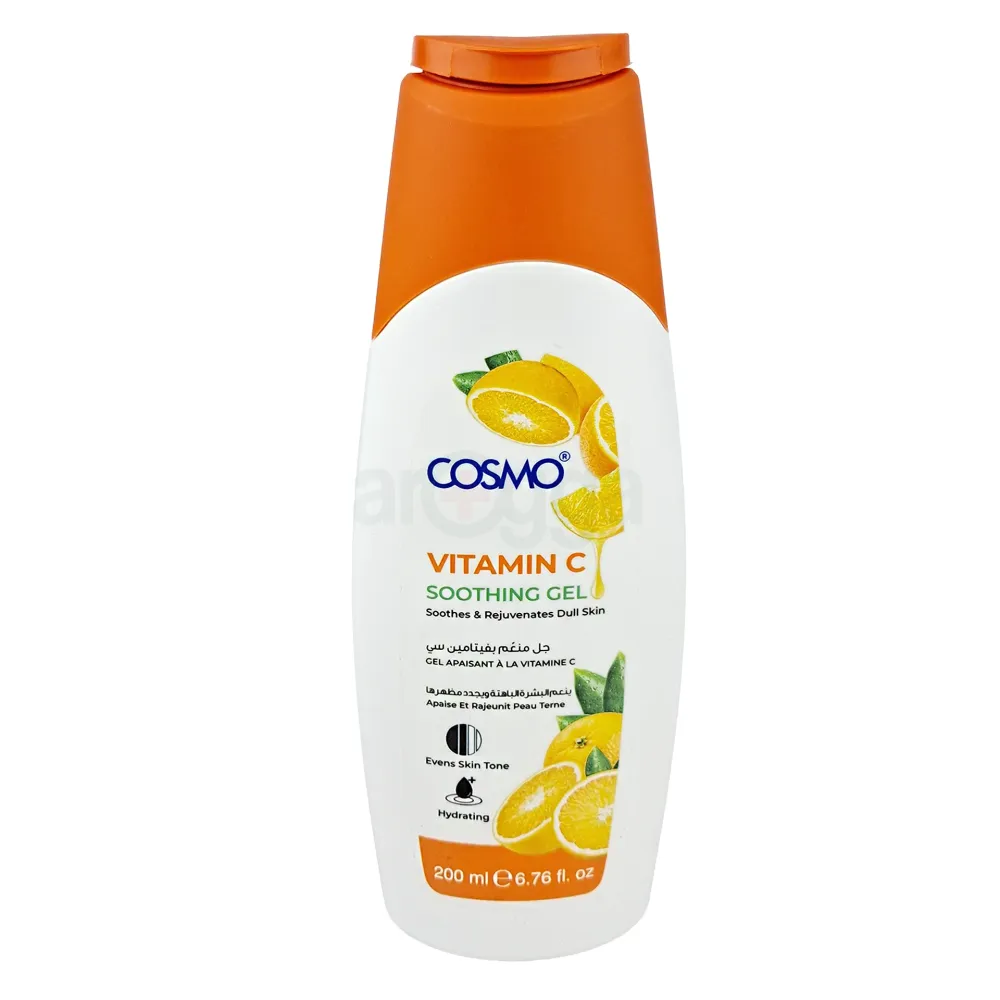 COSMO®
VITAMIN C
SOOTHING GEL
Soothes & Rejuvenates Dull Skin
جل منعّم بفيتامين سي
GEL APAISANT À LA VITAMINE C
ينعم البشرة الباهتة ويجدد مظهرها
Apaise Et Rajeunit Peau Terne
Evens Skin Tone
Hydrating
200 ml ℮ 6.76 fl. oz